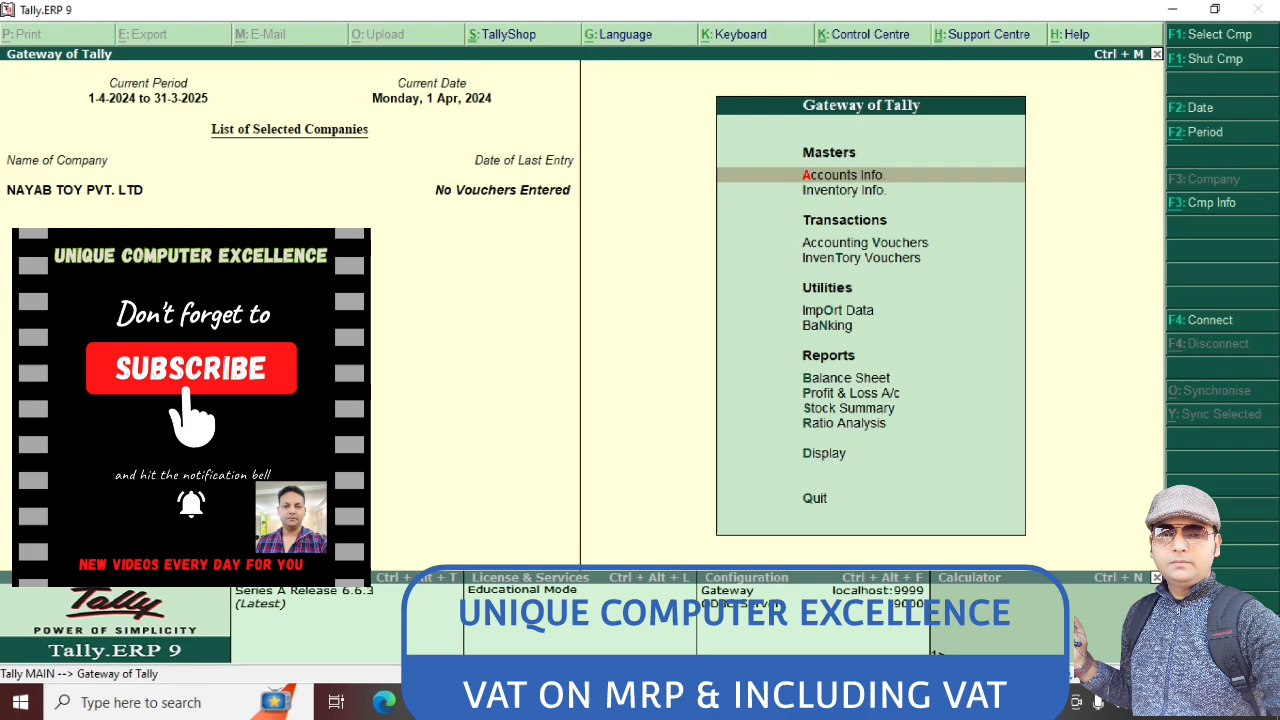 Tally.ERP 9
P: Print E: Export M: E-Mail O: Upload S: TallyShop G: Language K: Keyboard K: Control Centre H: Support Centre H: Help
Gateway of Tally Ctrl + M
Current Period Current Date
1-4-2024 to 31-3-2025 Monday, 1 Apr, 2024
List of Selected Companies
Name of Company Date of Last Entry
NAYAB TOY PVT. LTD No Vouchers Entered
UNIQUE COMPUTER EXCELLENCE
Don't forget to
SUBSCRIBE
and hit the notification bell
NEW VIDEOS EVERY DAY FOR YOU
Gateway of Tally
Masters
Accounts Info.
Inventory Info.
Transactions
Accounting Vouchers
InvenTory Vouchers
Utilities
ImpOrt Data
BaNking
Reports
Balance Sheet
Profit & Loss A/c
Stock Summary
Ratio Analysis
Display
Quit
F1: Select Cmp
F1: Shut Cmp
F2: Date
F2: Period
F3: Company
F3: Cmp Info
F4: Connect
F4: Disconnect
O: Synchronise
Y: Sync Selected
Ctrl + Alt + T License & Services Ctrl + Alt + L Configuration Ctrl + Alt + F Calculator Ctrl + N
Tally
POWER OF SIMPLICITY
Tally.ERP 9
Series A Release 6.6.3
(Latest)
Educational Mode
Gateway localhost:9999
9000
1>
UNIQUE COMPUTER EXCELLENCE
VAT ON MRP & INCLUDING VAT
Tally MAIN --> Gateway of Tally
Type here to search